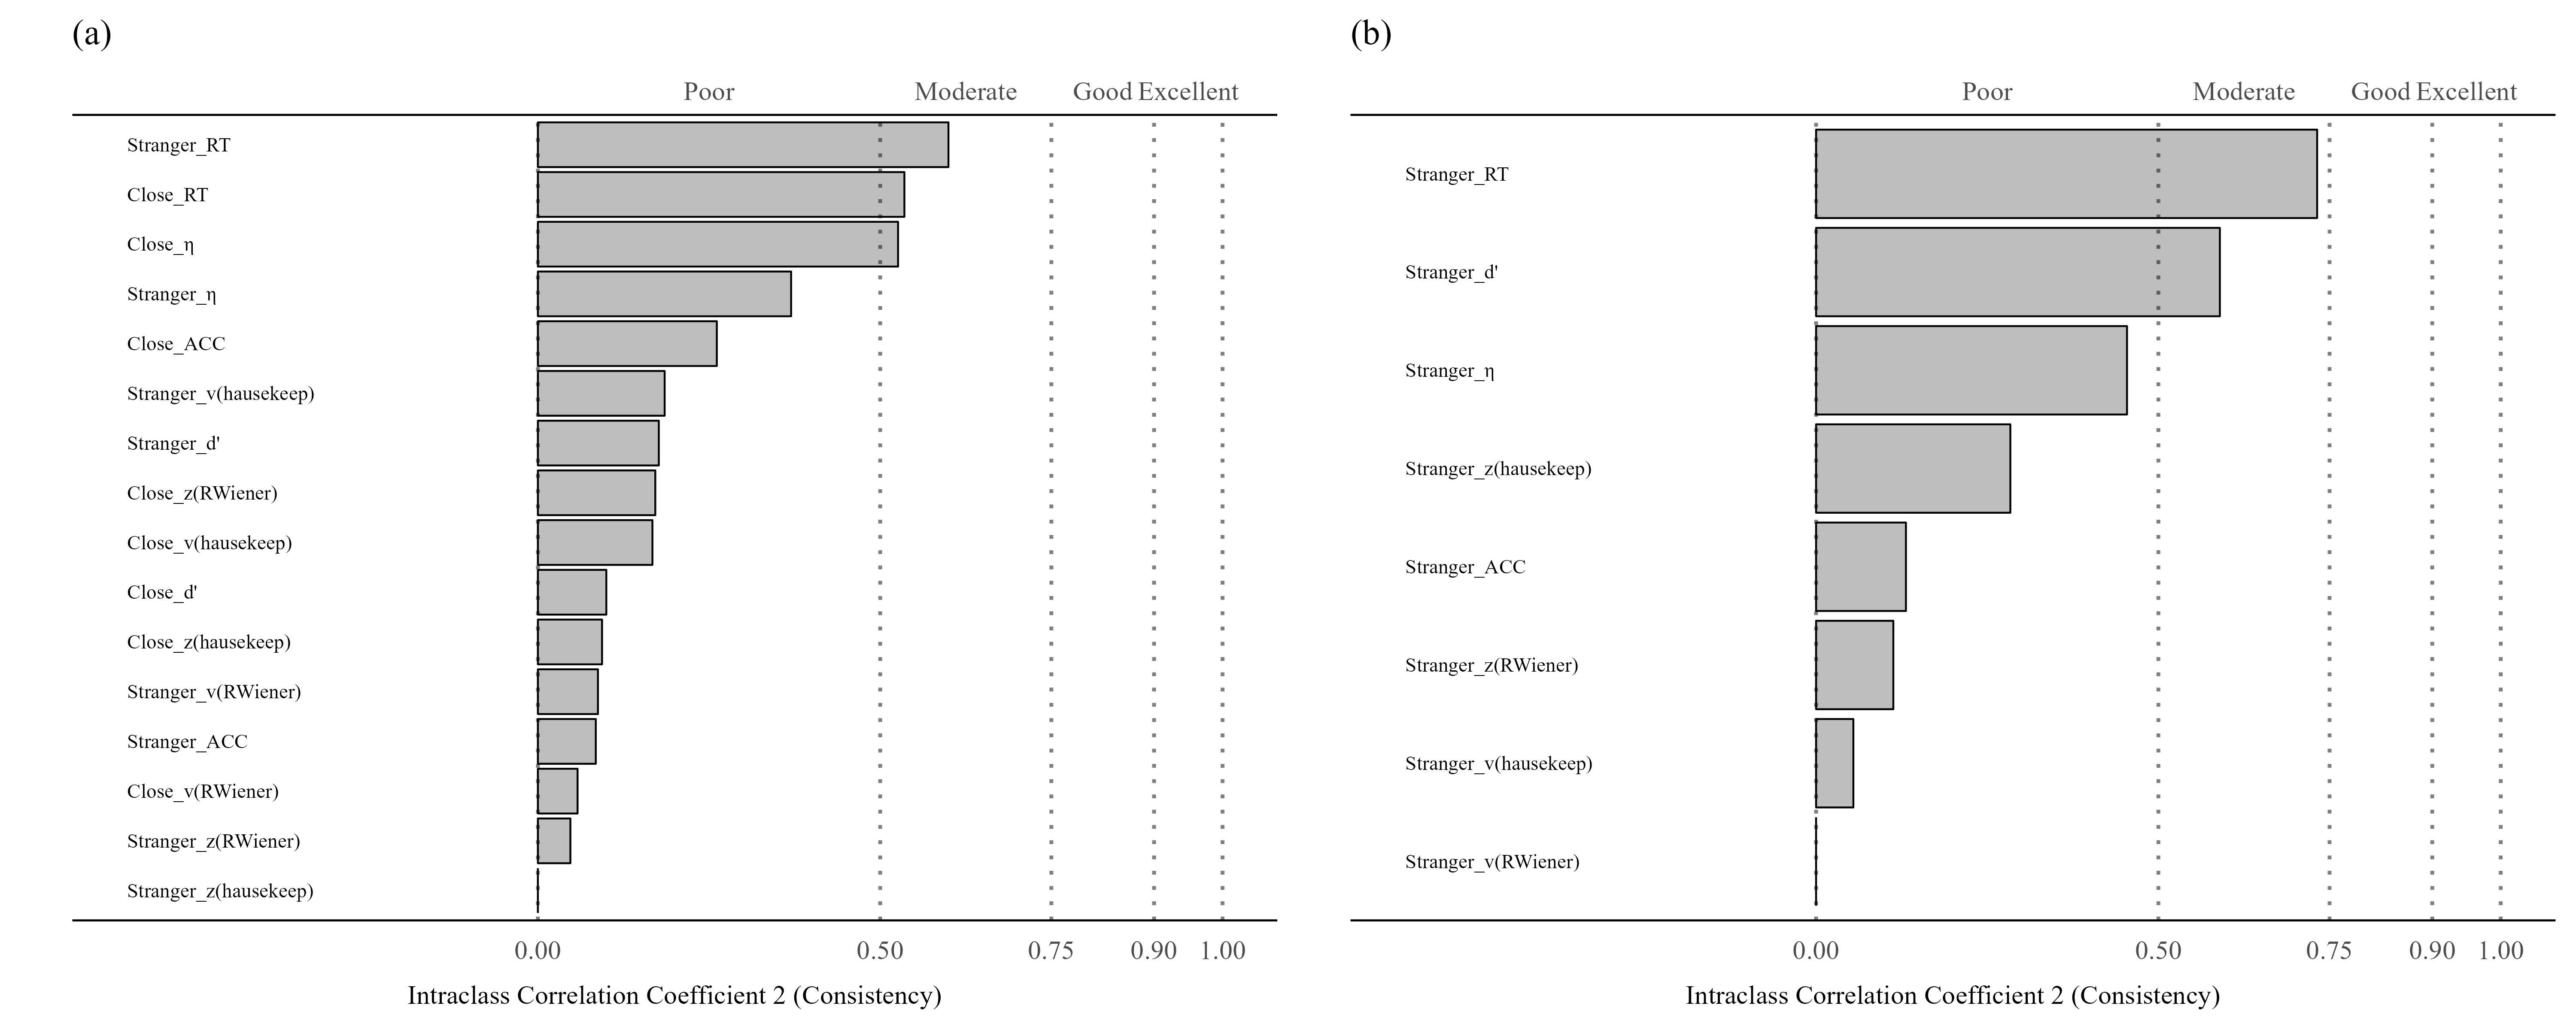 (a)
Poor Moderate Good Excellent
Stranger_RT
Close_RT
Close_η
Stranger_η
Close_ACC
Stranger_v(hausekeep)
Stranger_d'
Close_z(RWiener)
Close_v(hausekeep)
Close_d'
Close_z(hausekeep)
Stranger_v(RWiener)
Stranger_ACC
Close_v(RWiener)
Stranger_z(RWiener)
Stranger_z(hausekeep)
0.00 0.50 0.75 0.90 1.00
Intraclass Correlation Coefficient 2 (Consistency)
(b)
Poor Moderate Good Excellent
Stranger_RT
Stranger_d'
Stranger_η
Stranger_z(hausekeep)
Stranger_ACC
Stranger_z(RWiener)
Stranger_v(hausekeep)
Stranger_v(RWiener)
0.00 0.50 0.75 0.90 1.00
Intraclass Correlation Coefficient 2 (Consistency)